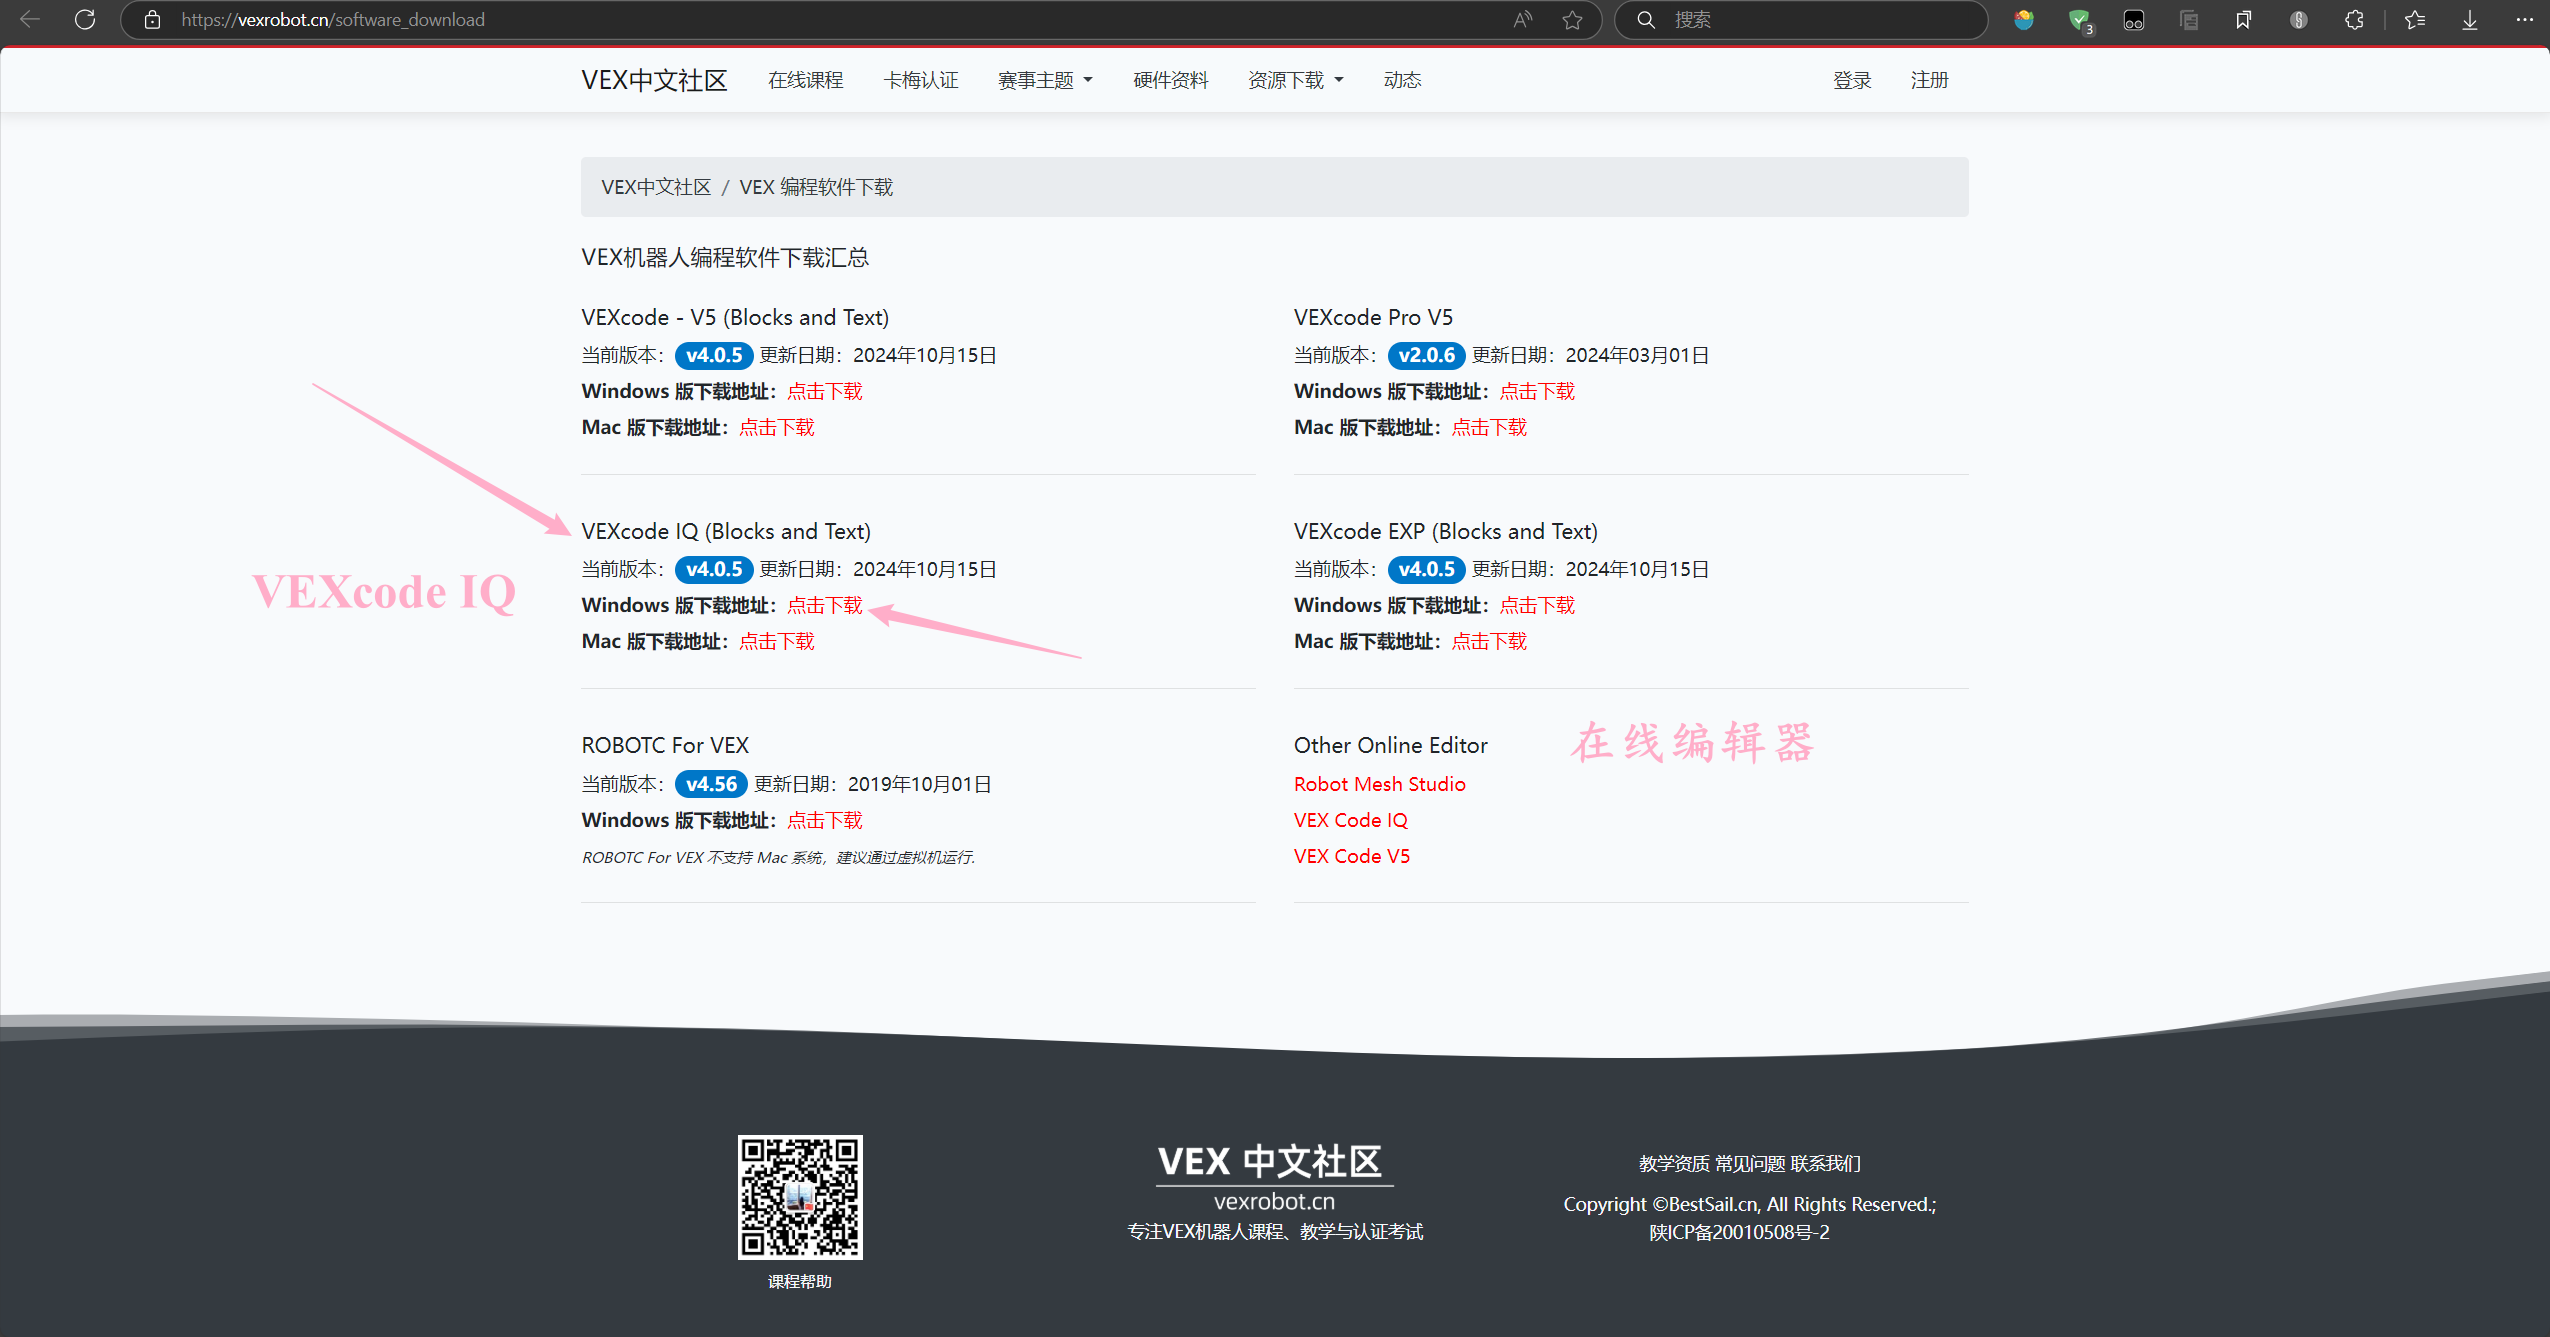 https://vexrobot.cn/software_download
搜索
3
VEX中文社区 在线课程 卡梅认证 赛事主题 硬件资料 资源下载 动态 登录 注册
VEX中文社区 / VEX 编程软件下载
VEX机器人编程软件下载汇总
VEXcode - V5 (Blocks and Text)
当前版本： v4.0.5 更新日期：2024年10月15日
Windows 版下载地址：点击下载
Mac 版下载地址：点击下载
VEXcode Pro V5
当前版本： v2.0.6 更新日期：2024年03月01日
Windows 版下载地址：点击下载
Mac 版下载地址：点击下载
VEXcode IQ (Blocks and Text)
当前版本： v4.0.5 更新日期：2024年10月15日
VEXcode IQ
Windows 版下载地址：点击下载
Mac 版下载地址：点击下载
VEXcode EXP (Blocks and Text)
当前版本： v4.0.5 更新日期：2024年10月15日
Windows 版下载地址：点击下载
Mac 版下载地址：点击下载
ROBOTC For VEX
当前版本： v4.56 更新日期：2019年10月01日
Windows 版下载地址：点击下载
ROBOTC For VEX 不支持 Mac 系统，建议通过虚拟机运行.
Other Online Editor
在线编辑器
Robot Mesh Studio
VEX Code IQ
VEX Code V5
课程帮助
VEX 中文社区
vexrobot.cn
专注VEX机器人课程、教学与认证考试
教学资质 常见问题 联系我们
Copyright ©BestSail.cn, All Rights Reserved.;
陕ICP备20010508号-2